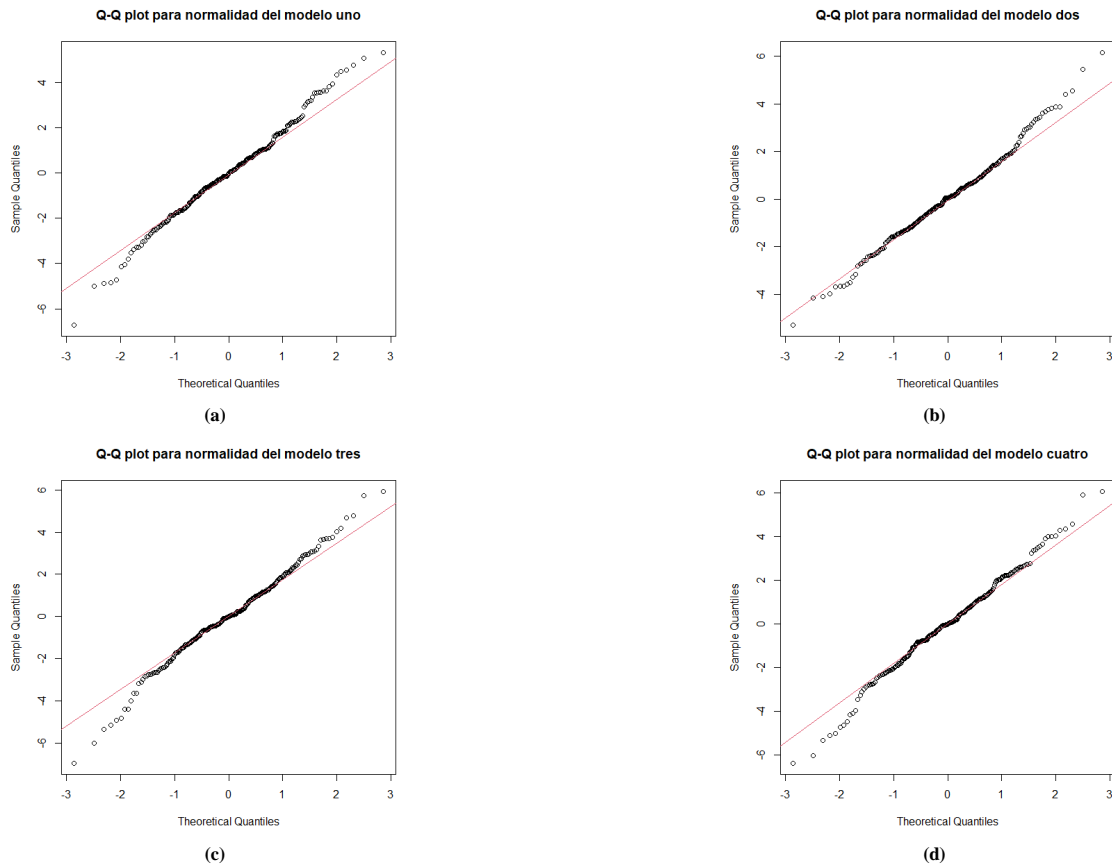 Q-Q plot para normalidad del modelo uno
Sample Quantiles
4
2
0
-2
-4
-6
-3 -2 -1 0 1 2 3
Theoretical Quantiles
(a)
Q-Q plot para normalidad del modelo dos
Sample Quantiles
6
4
2
0
-2
-4
-3 -2 -1 0 1 2 3
Theoretical Quantiles
(b)
Q-Q plot para normalidad del modelo tres
Sample Quantiles
6
4
2
0
-2
-4
-6
-3 -2 -1 0 1 2 3
Theoretical Quantiles
(c)
Q-Q plot para normalidad del modelo cuatro
Sample Quantiles
6
4
2
0
-2
-4
-6
-3 -2 -1 0 1 2 3
Theoretical Quantiles
(d)